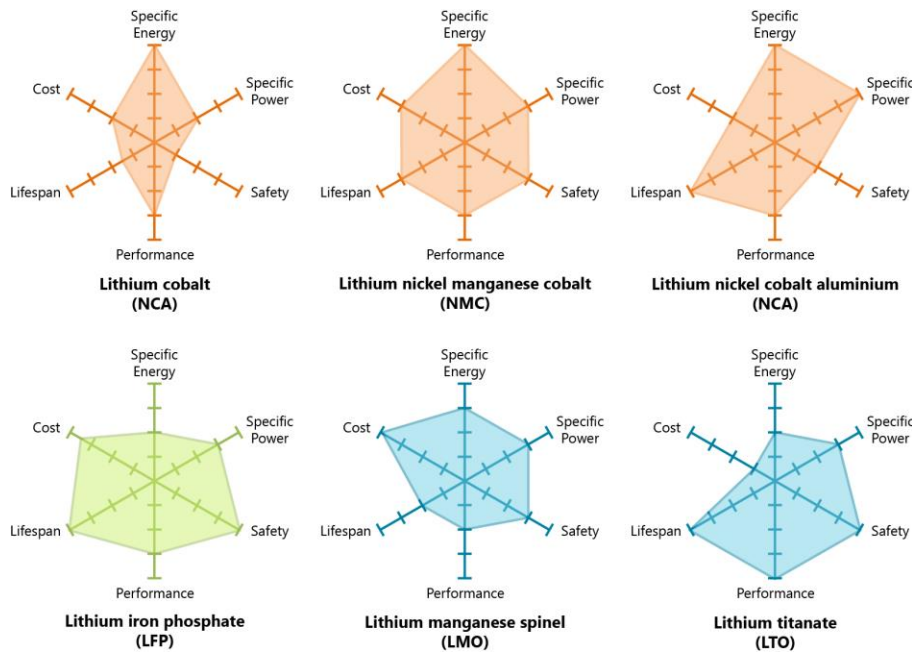 Specific
Energy
Cost
Specific
Power
Lifespan
Safety
Performance
Lithium cobalt
(NCA)
Specific
Energy
Cost
Specific
Power
Lifespan
Safety
Performance
Lithium nickel manganese cobalt
(NMC)
Specific
Energy
Cost
Specific
Power
Lifespan
Safety
Performance
Lithium nickel cobalt aluminium
(NCA)
Specific
Energy
Cost
Specific
Power
Lifespan
Safety
Performance
Lithium iron phosphate
(LFP)
Specific
Energy
Cost
Specific
Power
Lifespan
Safety
Performance
Lithium manganese spinel
(LMO)
Specific
Energy
Cost
Specific
Power
Lifespan
Safety
Performance
Lithium titanate
(LTO)